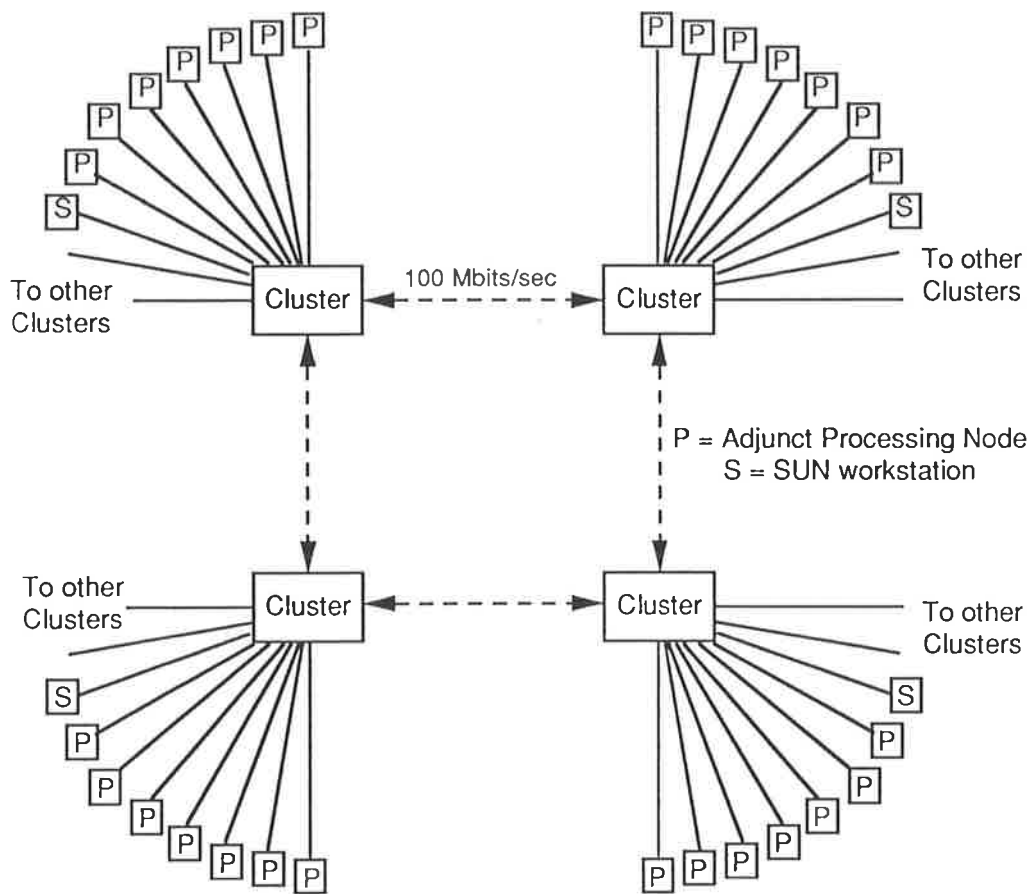 P
P
P
P
P
P
P
S
P
P
P
P
P
P
P
S
To other
Clusters
Cluster
100 Mbits/sec
Cluster
To other
Clusters
P = Adjunct Processing Node
S = SUN workstation
To other
Clusters
Cluster
Cluster
To other
Clusters
S
P
P
P
P
P
P
P
S
P
P
P
P
P
P
P